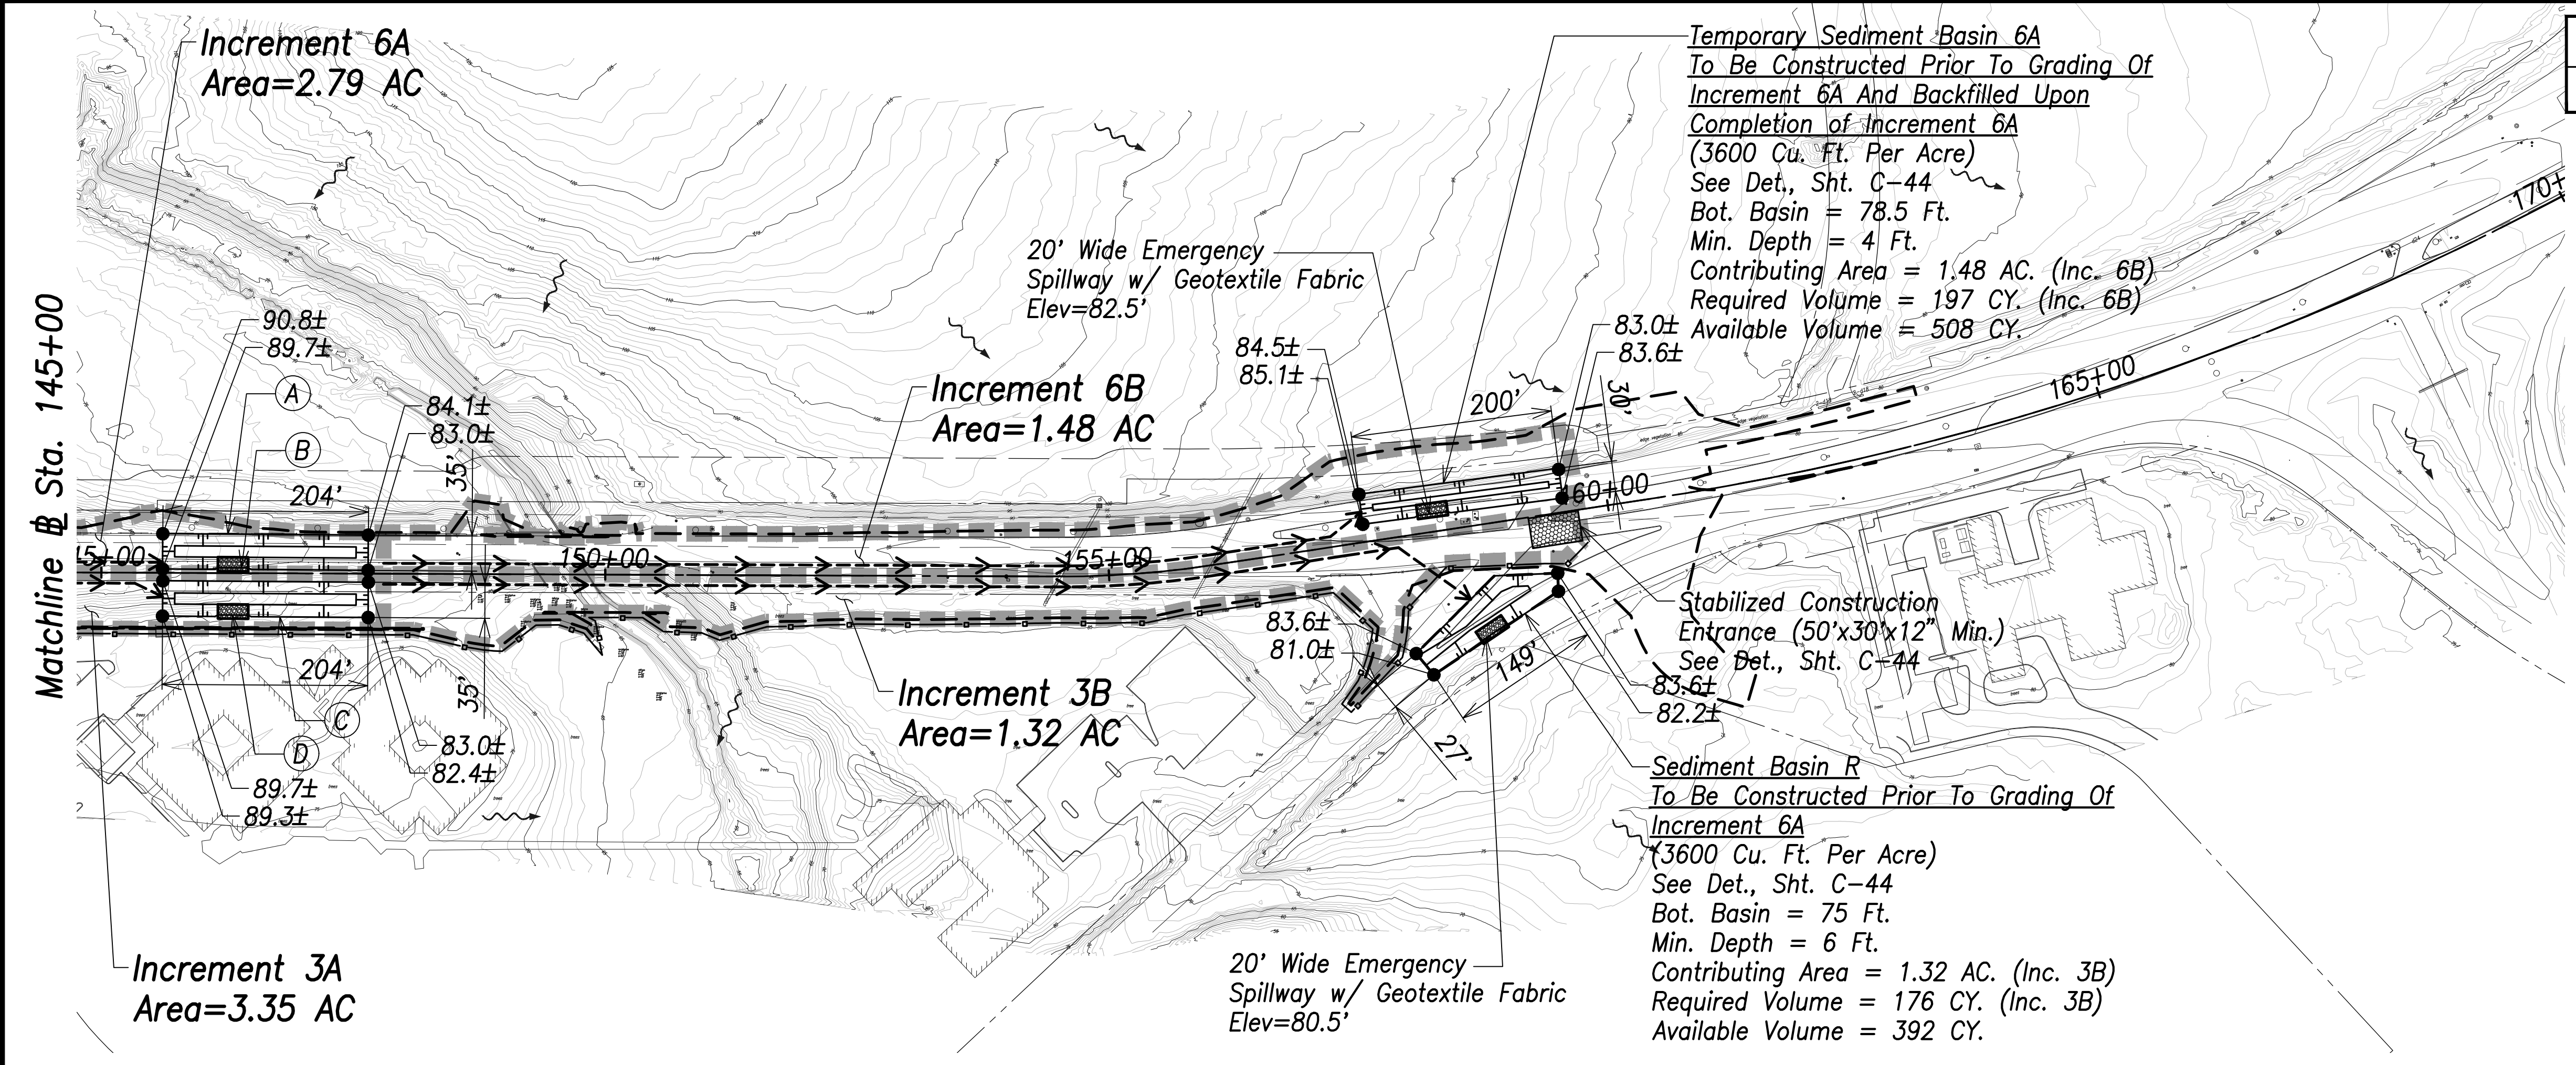 Increment 6A
Area=2.79 AC
Temporary Sediment Basin 6A
To Be Constructed Prior To Grading Of
Increment 6A And Backfilled Upon
Completion of Increment 6A
(3600 Cu. Ft. Per Acre)
See Det., Sht. C-44
Bot. Basin = 78.5 Ft.
Min. Depth = 4 Ft.
Contributing Area = 1.48 AC. (Inc. 6B)
Required Volume = 197 CY. (Inc. 6B)
Available Volume = 508 CY.
20' Wide Emergency
Spillway w/ Geotextile Fabric
Elev=82.5'
Matchline B Sta. 145+00
90.8±
89.7±
A
B
84.1±
83.0±
35'
204'
Increment 6B
Area=1.48 AC
84.5±
85.1±
83.0±
83.6±
200'
30'
170+
165+00
160+00
45+00
150+00
155+00
204'
35'
C
D
83.0±
82.4±
89.7±
89.3±
Increment 3B
Area=1.32 AC
83.6±
81.0±
149'
27'
Stabilized Construction
Entrance (50'x30'x12" Min.)
See Det., Sht. C-44
83.6±
82.2±
Sediment Basin R
To Be Constructed Prior To Grading Of
Increment 6A
(3600 Cu. Ft. Per Acre)
See Det., Sht. C-44
Bot. Basin = 75 Ft.
Min. Depth = 6 Ft.
Contributing Area = 1.32 AC. (Inc. 3B)
Required Volume = 176 CY. (Inc. 3B)
Available Volume = 392 CY.
20' Wide Emergency
Spillway w/ Geotextile Fabric
Elev=80.5'
Increment 3A
Area=3.35 AC